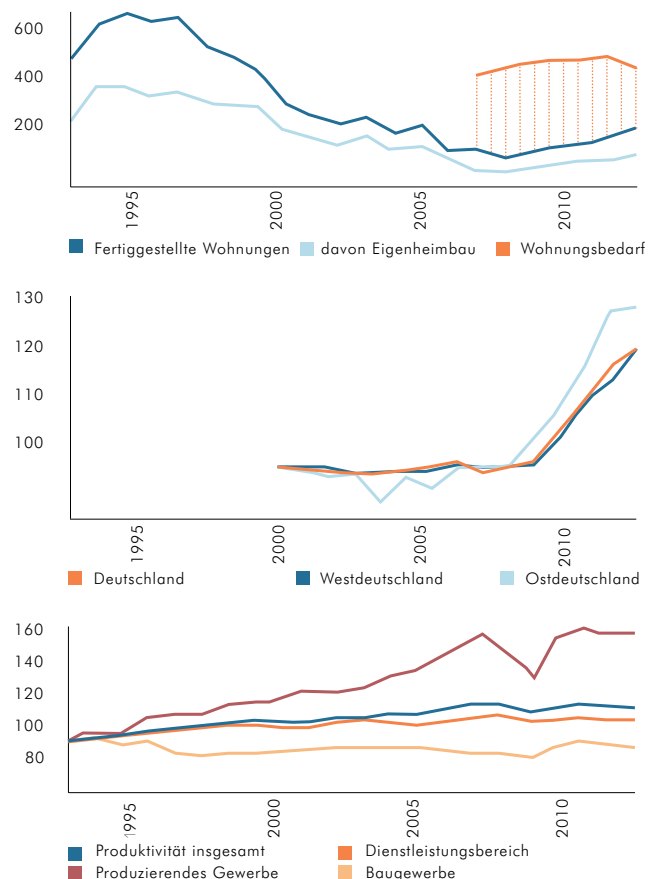 600
400
200
1995
2000
2005
2010
Fertiggestellte Wohnungen
davon Eigenheimbau
Wohnungsbedarf
130
120
110
100
1995
2000
2005
2010
Deutschland
Westdeutschland
Ostdeutschland
160
140
120
100
80
1995
2000
2005
2010
Produktivität insgesamt
Dienstleistungsbereich
Produzierendes Gewerbe
Baugewerbe